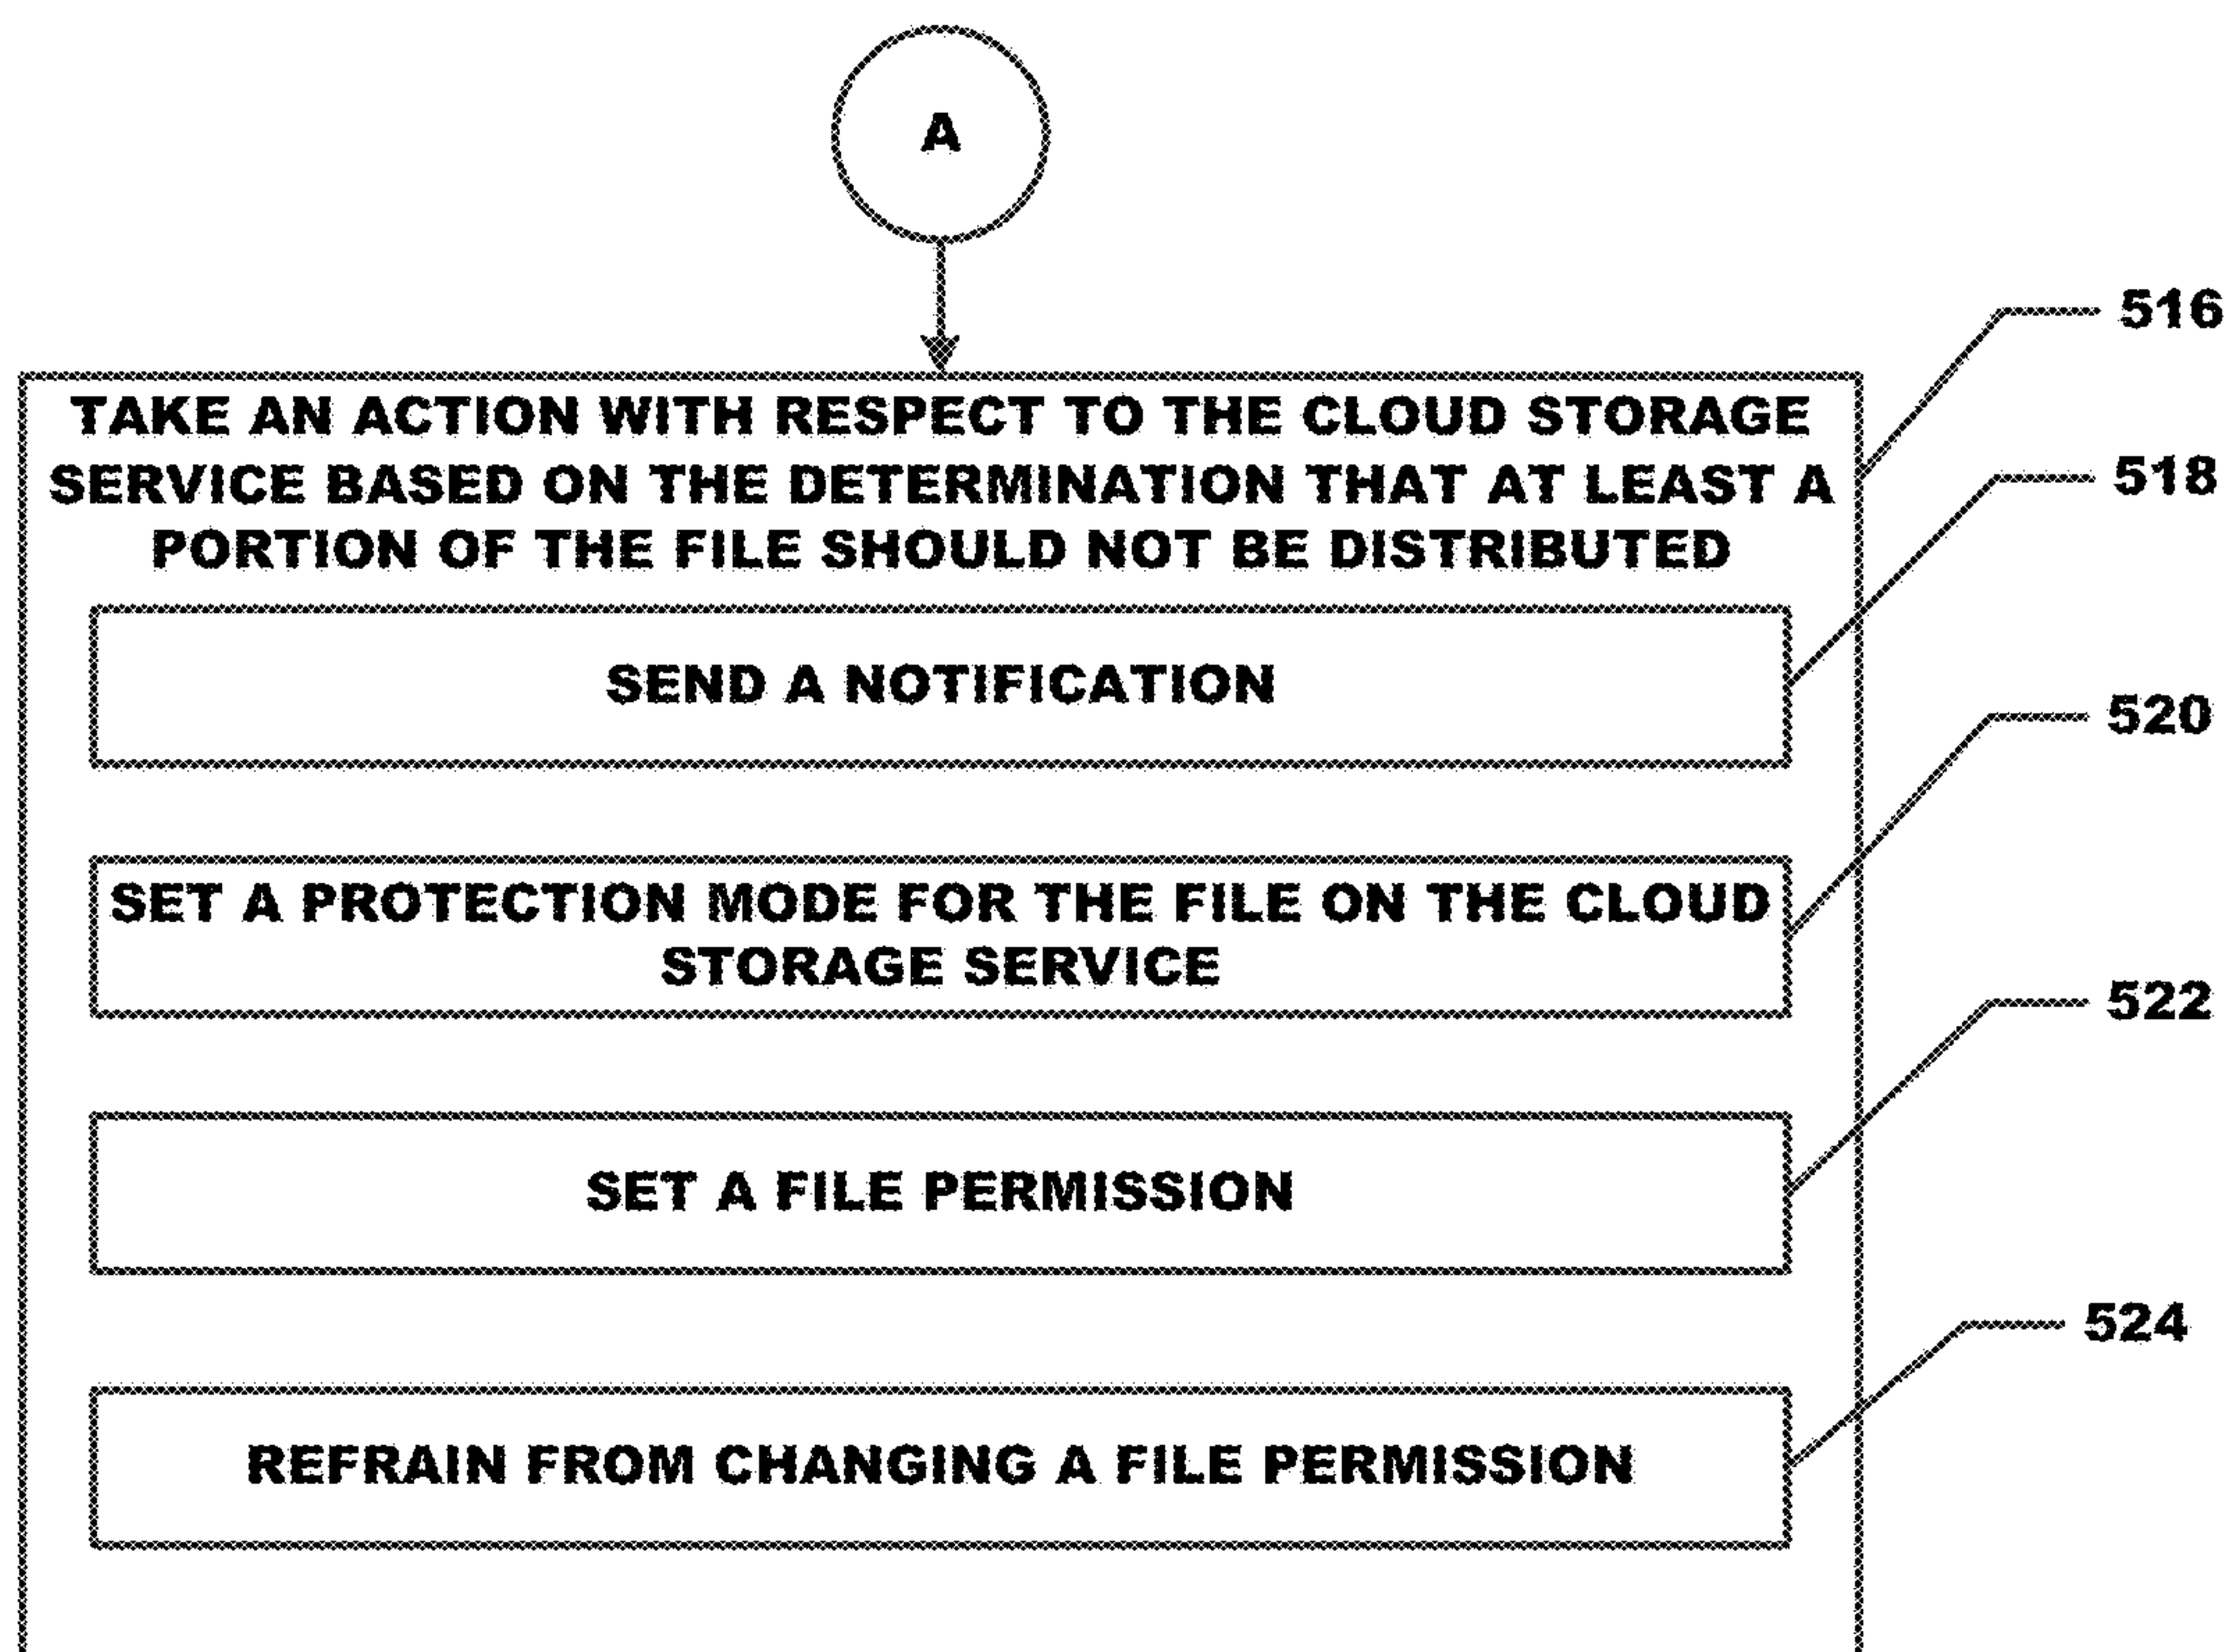 A
516
TAKE AN ACTION WITH RESPECT TO THE CLOUD STORAGE
SERVICE BASED ON THE DETERMINATION THAT AT LEAST A
PORTION OF THE FILE SHOULD NOT BE DISTRIBUTED
518
SEND A NOTIFICATION
520
SET A PROTECTION MODE FOR THE FILE ON THE CLOUD
STORAGE SERVICE
522
SET A FILE PERMISSION
524
REFRAIN FROM CHANGING A FILE PERMISSION